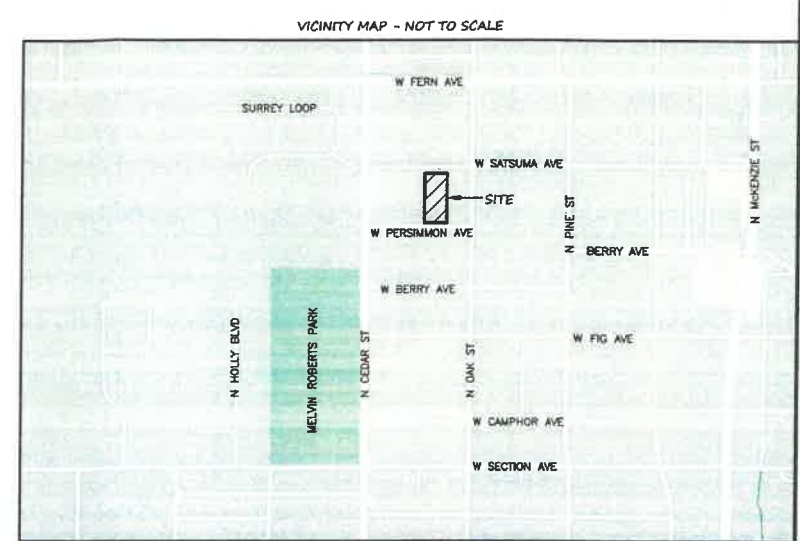 VICINITY MAP - NOT TO SCALE
W FERN AVE
SURREY LOOP
N McKENZIE ST
W SATSUMA AVE
SITE
N PINE ST
W PERSIMMON AVE
BERRY AVE
W BERRY AVE
N HOLLY BLVD
MELVIN ROBERTS PARK
N CEDAR ST
N OAK ST
W FIG AVE
W CAMPHOR AVE
W SECTION AVE